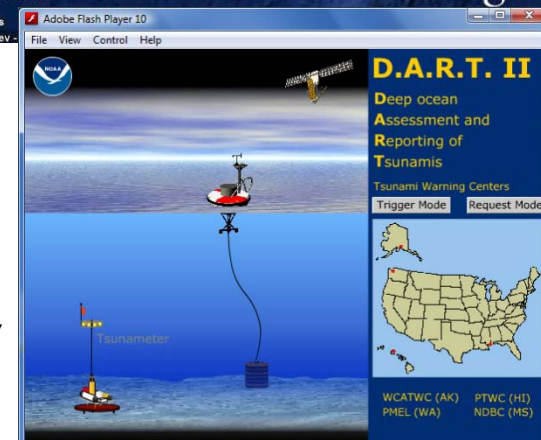 Adobe Flash Player 10
File View Control Help
NOAA
D.A.R.T. II
Deep ocean
Assessment and
Reporting of
Tsunamis
Tsunami Warning Centers
Trigger Mode Request Mode
Tsunameter
WCATWC (AK) PTWC (HI)
PMEL (WA) NDBC (MS)